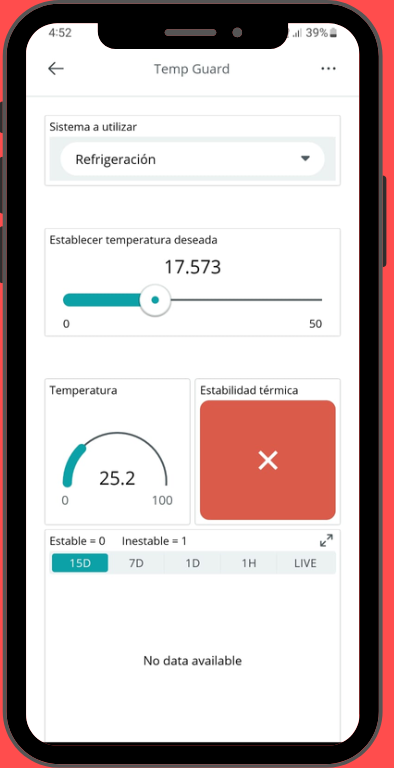 4:52 39%
Temp Guard
Sistema a utilizar
Refrigeración
Establecer temperatura deseada
17.573
0 50
Temperatura
25.2
0 100
Estabilidad térmica
Estable = 0 Inestable = 1
15D 7D 1D 1H LIVE
No data available